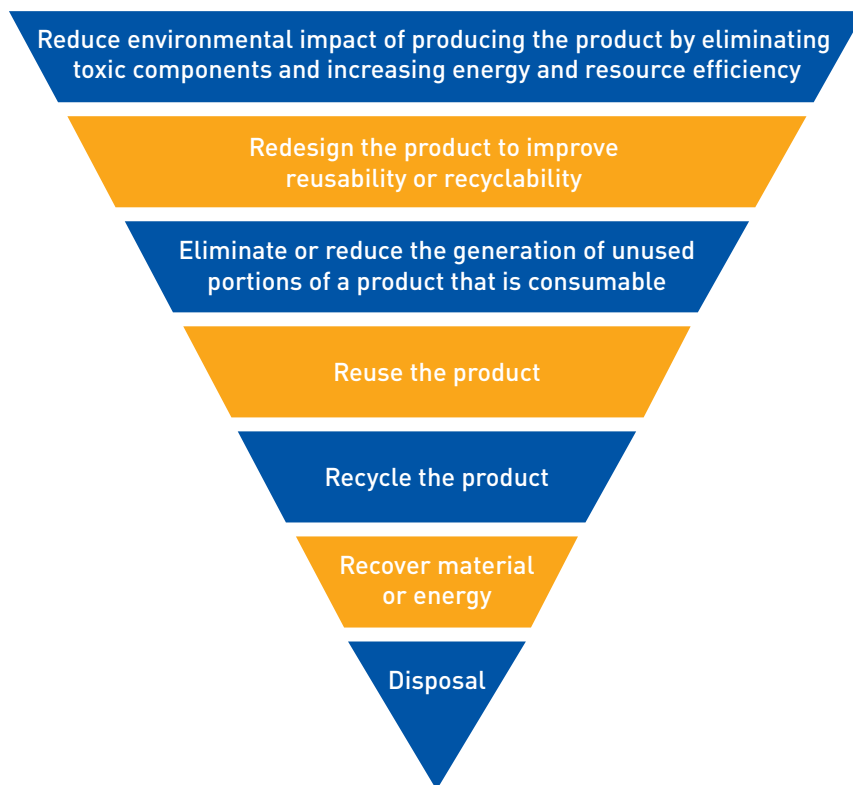 Reduce environmental impact of producing the product by eliminating
toxic components and increasing energy and resource efficiency
Redesign the product to improve
reusability or recyclability
Eliminate or reduce the generation of unused
portions of a product that is consumable
Reuse the product
Recycle the product
Recover material
or energy
Disposal